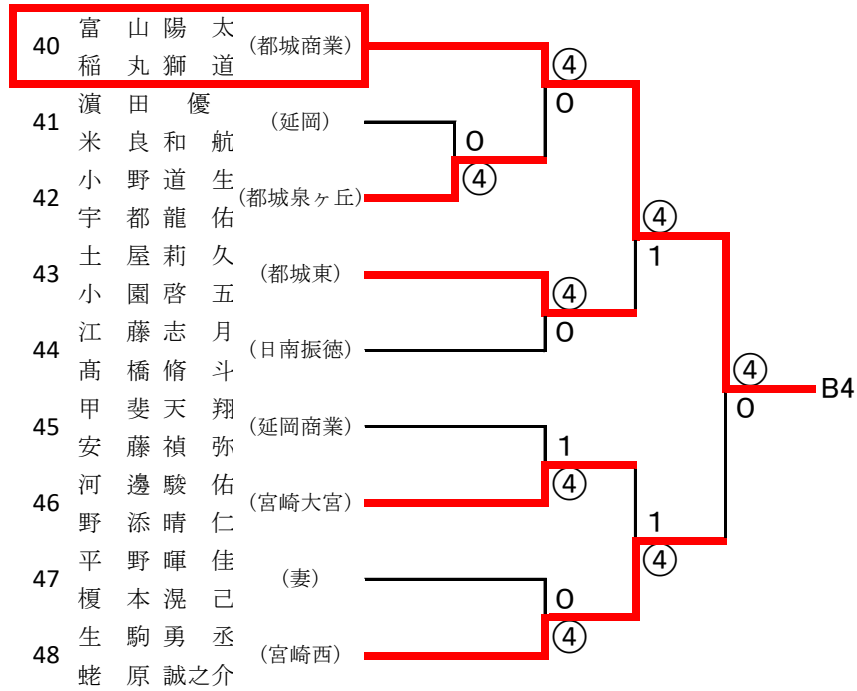 富山陽太
40 (都城商業)
稲丸獅道
④
0
濵田優
41 (延岡)
米良和航
0
④
小野道生
42 (都城泉ヶ丘)
宇都龍佑
④
1
土屋莉久
43 (都城東)
小園啓五
④
0
江藤志月
44 (日南振徳)
髙橋脩斗
④ B4
0
甲斐天翔
45 (延岡商業)
安藤禎弥
1
④
河邊駿佑
46 (宮崎大宮)
野添晴仁
1
④
平野暉佳
47 (妻)
榎本滉己
0
④
生駒勇丞
48 (宮崎西)
蛯原誠之介